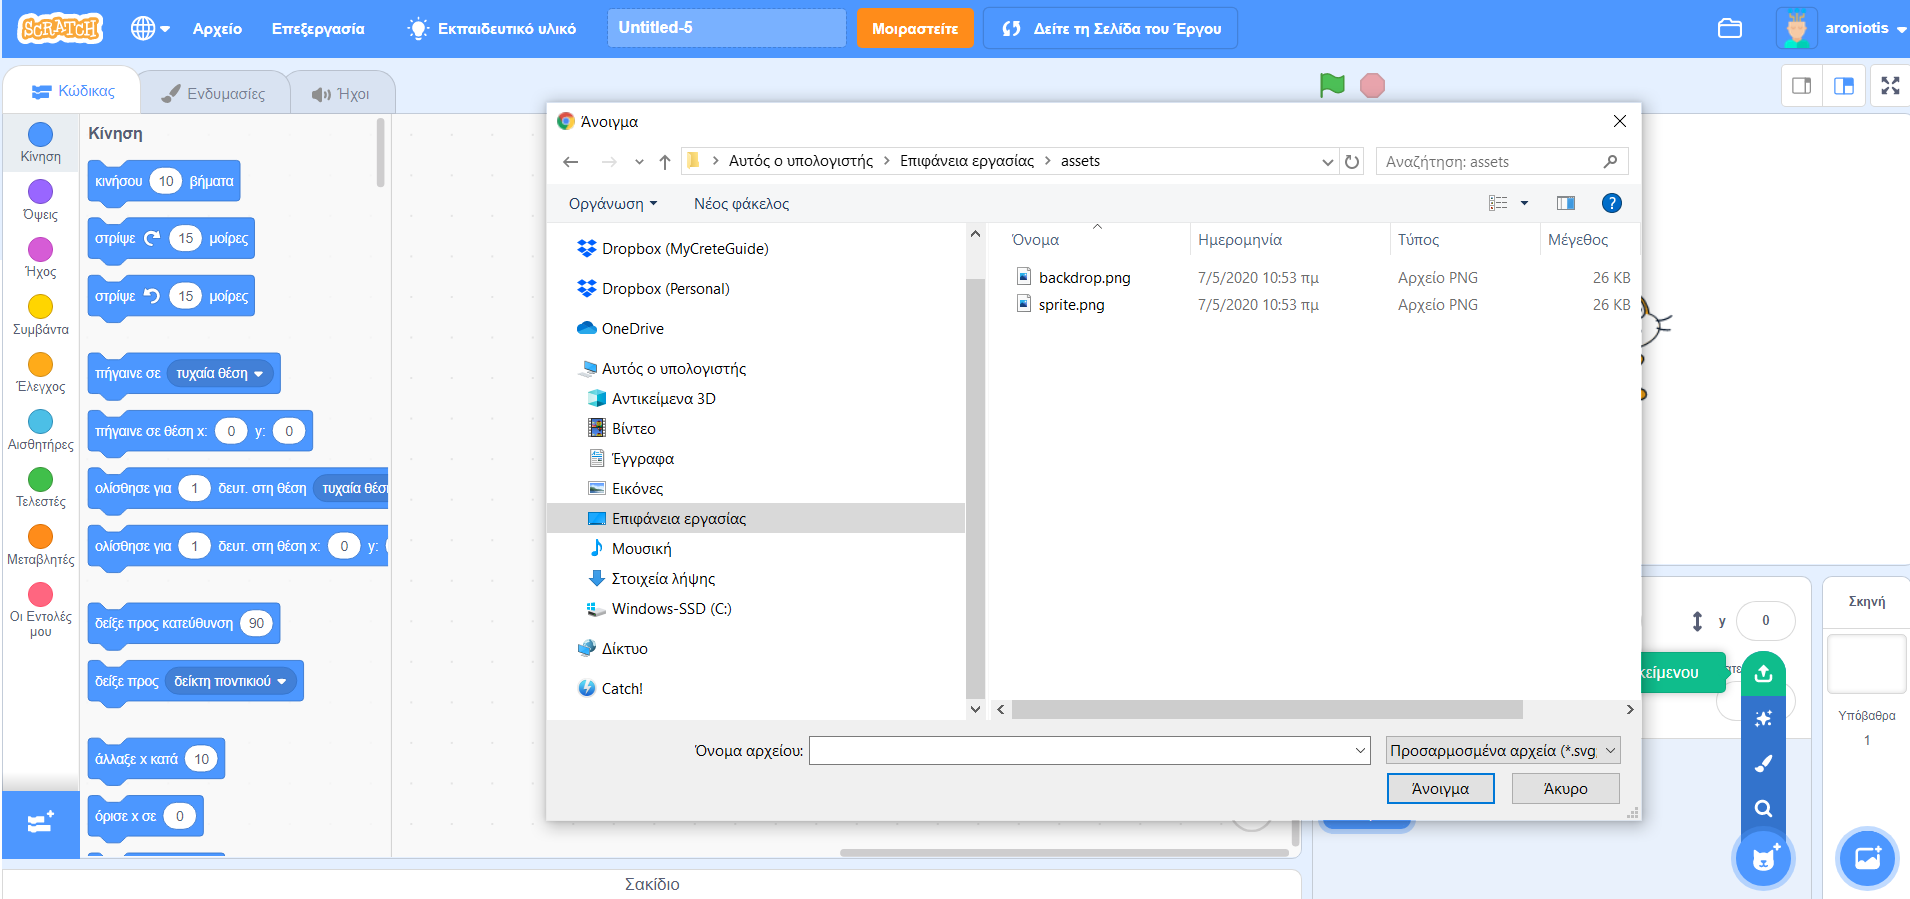 SCRATCH
Αρχείο
Επεξεργασία
Εκπαιδευτικό υλικό
Untitled-5
Μοιραστείτε
Δείτε τη Σελίδα του Έργου
aroniotis
Κώδικας
Ενδυμασίες
Ήχοι
Κίνηση
Όψεις
Ήχος
Συμβάντα
Έλεγχος
Αισθητήρες
Τελεστές
Μεταβλητές
Οι Εντολές
μου
Κίνηση
κινήσου 10 βήματα
στρίψε 15 μοίρες
στρίψε 15 μοίρες
πήγαινε σε τυχαία θέση
πήγαινε σε θέση x: 0 y: 0
ολίσθησε για 1 δευτ. στη θέση τυχαία
ολίσθησε για 1 δευτ. στη θέση x: 0 y:
δείξε προς κατεύθυνση 90
δείξε προς δείκτη ποντικιού
άλλαξε x κατά 10
όρισε x σε 0
Άνοιγμα
Αυτός ο υπολογιστής > Επιφάνεια εργασίας > assets
Αναζήτηση: assets
Οργάνωση
Νέος φάκελος
Dropbox (MyCreteGuide)
Dropbox (Personal)
OneDrive
Αυτός ο υπολογιστής
Αντικείμενα 3D
Βίντεο
Έγγραφα
Εικόνες
Επιφάνεια εργασίας
Μουσική
Στοιχεία λήψης
Windows-SSD (C:)
Δίκτυο
Catch!
Όνομα Ημερομηνία Τύπος Μέγεθος
backdrop.png 7/5/2020 10:53 πμ Αρχείο PNG 26 KB
sprite.png 7/5/2020 10:53 πμ Αρχείο PNG 26 KB
Όνομα αρχείου:
Προσαρμοσμένα αρχεία (*.svg;
Άνοιγμα
Άκυρο
y 0
κείμενου
Σκηνή
Υπόβαθρα
1
Σακίδιο